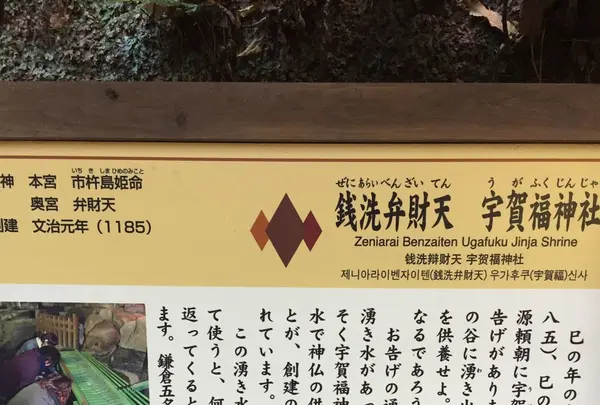 神 本宮 市杵島姫命
いちきしまひめのみこと
奥宮 弁財天
建 文治元年（1185）
ぜにあらいべんざいてん うがふくじんじゃ
銭洗弁財天 宇賀福神社
Zeniarai Benzaiten Ugafuku Jinja Shrine
銭洗辩財天 宇贺福神社
제니아라이벤자이텐(銭洗弁財天) 우가후쿠(宇賀福)신사
巳の年の
八五)、巳の
源頼朝に宇
告げがあり
の谷に湧き出
を供養せよ。
なるであろう
お告げの通
湧き水があっ
そく宇賀福神
水で神仏の供
とが、創建の
れています。
この湧き水
て使うと、何
返ってくると
ます。鎌倉五名